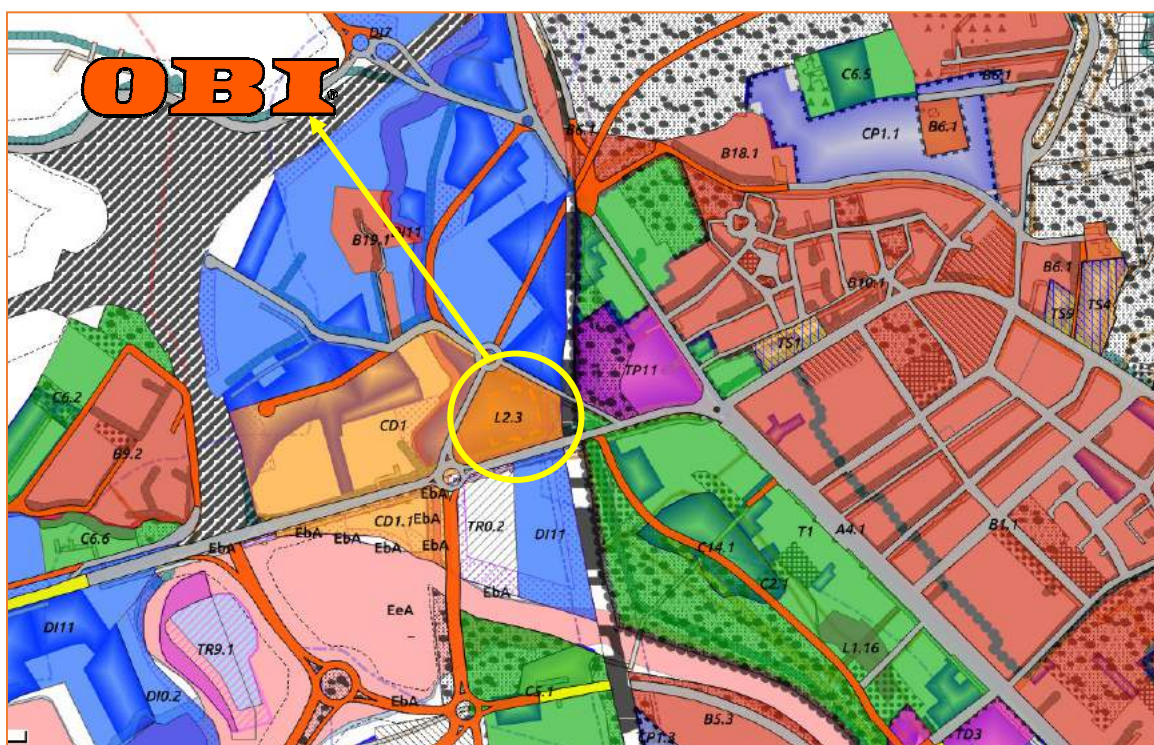 DI7
OBI®
C6.5
B6.1
CP1.1
B6.1
B6.1
B18.1
B19.1
DI11
B10.1
B6.1
TS4
TS9
TS1
TP11
C6.2
CD1
L2.3
B9.2
EbA
TR0.2
CD1.1
EbA
EbA
EbA
EbA
EbA
EbA
DI11
T1
A4.1
B1.1
C14.1
C6.6
EbA
EeA
DI11
TR9.1
L1.16
DI0.2
EbA
B5.3
TD3